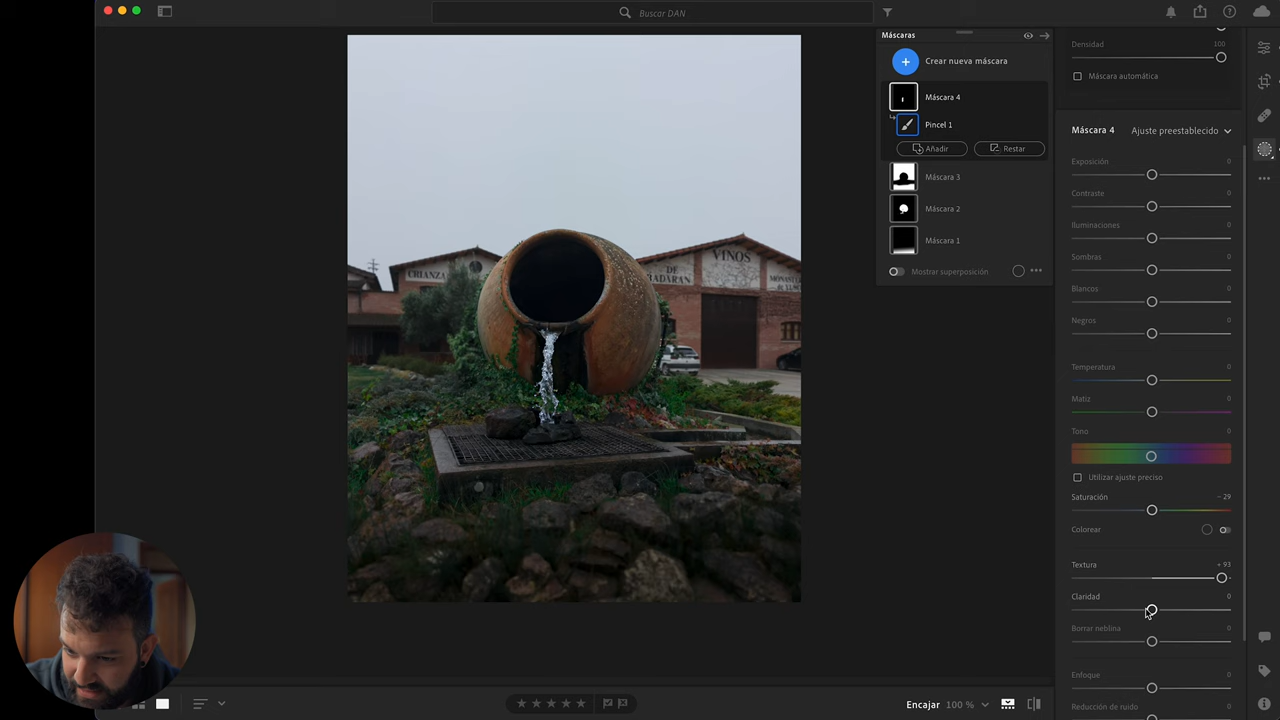 Buscar DAN
Máscaras
Crear nueva máscara
Máscara 4
Pincel 1
Añadir
Restar
Máscara 3
Máscara 2
Máscara 1
Mostrar superposición
Densidad 100
Máscara automática
Máscara 4 Ajuste preestablecido
Exposición 0
Contraste 0
Iluminaciones 0
Sombras 0
Blancos 0
Negros 0
Temperatura 0
Matiz 0
Tono 0
Utilizar ajuste preciso
Saturación - 29
Colorear
Textura + 93
Claridad 0
Borrar neblina 0
Enfoque 0
Reducción de ruido 0
CRIANZA
VINOS
DE
BADARAN
Encajar 100 %